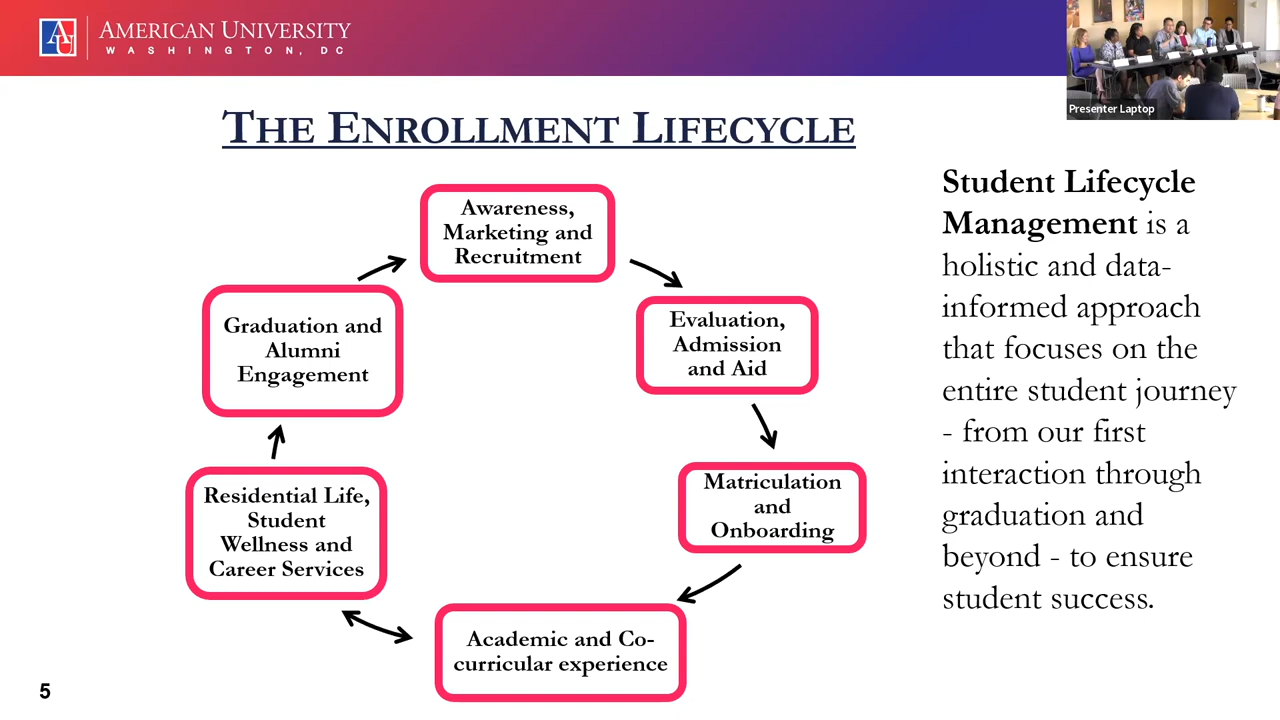 AMERICAN UNIVERSITY
WASHINGTON, DC
Presenter Laptop
THE ENROLLMENT LIFECYCLE
Awareness,
Marketing and
Recruitment
Evaluation,
Admission
and Aid
Matriculation
and
Onboarding
Academic and Co-
curricular experience
Residential Life,
Student
Wellness and
Career Services
Graduation and
Alumni
Engagement
Student Lifecycle
Management is a
holistic and data-
informed approach
that focuses on the
entire student journey
- from our first
interaction through
graduation and
beyond - to ensure
student success.
5